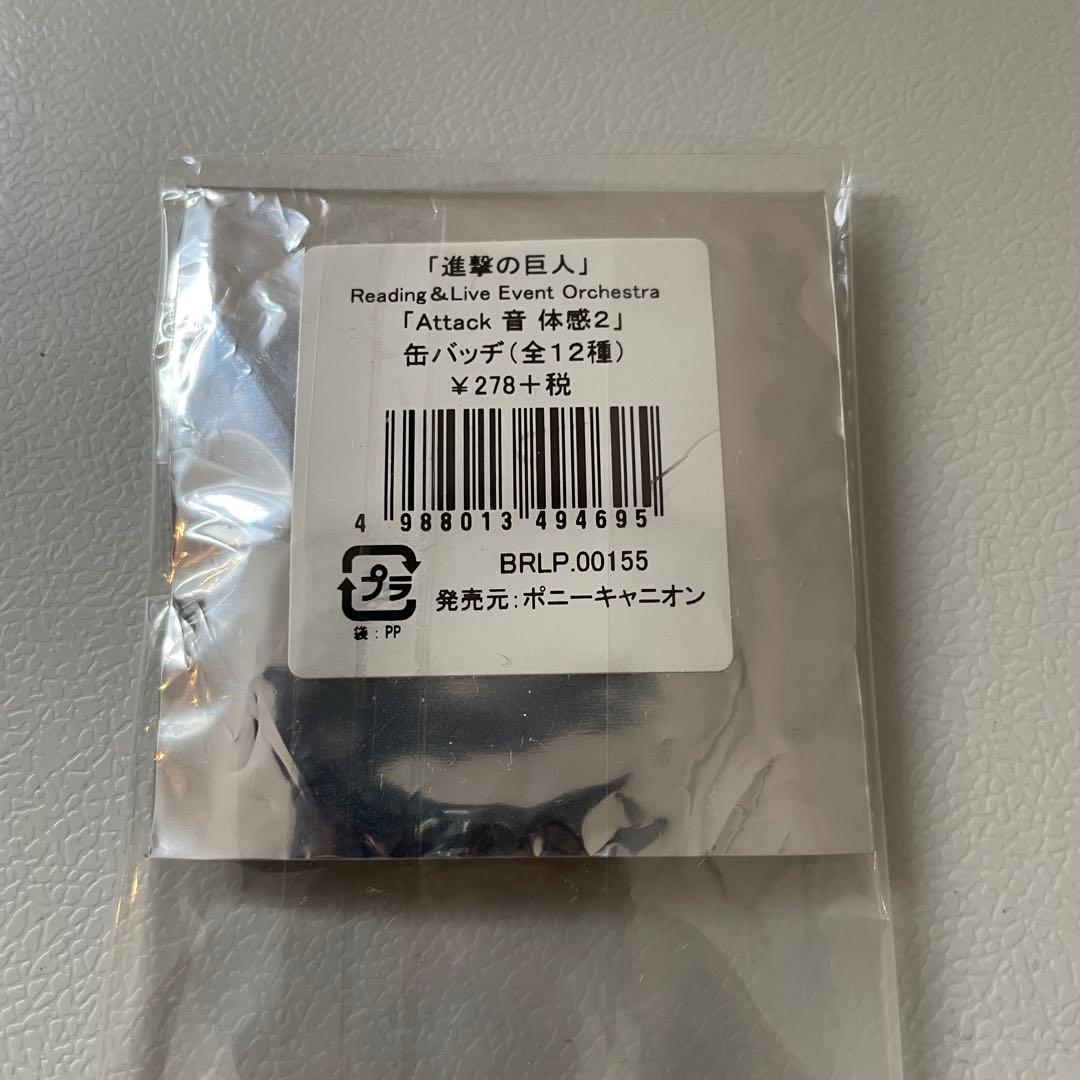 「進撃の巨人」
Reading＆Live Event Orchestra
「Attack 音 体感２」
缶バッヂ（全１２種）
￥278＋税
4 988013 494695
BRLP.00155
プラ
発売元：ポニーキャニオン
袋：PP